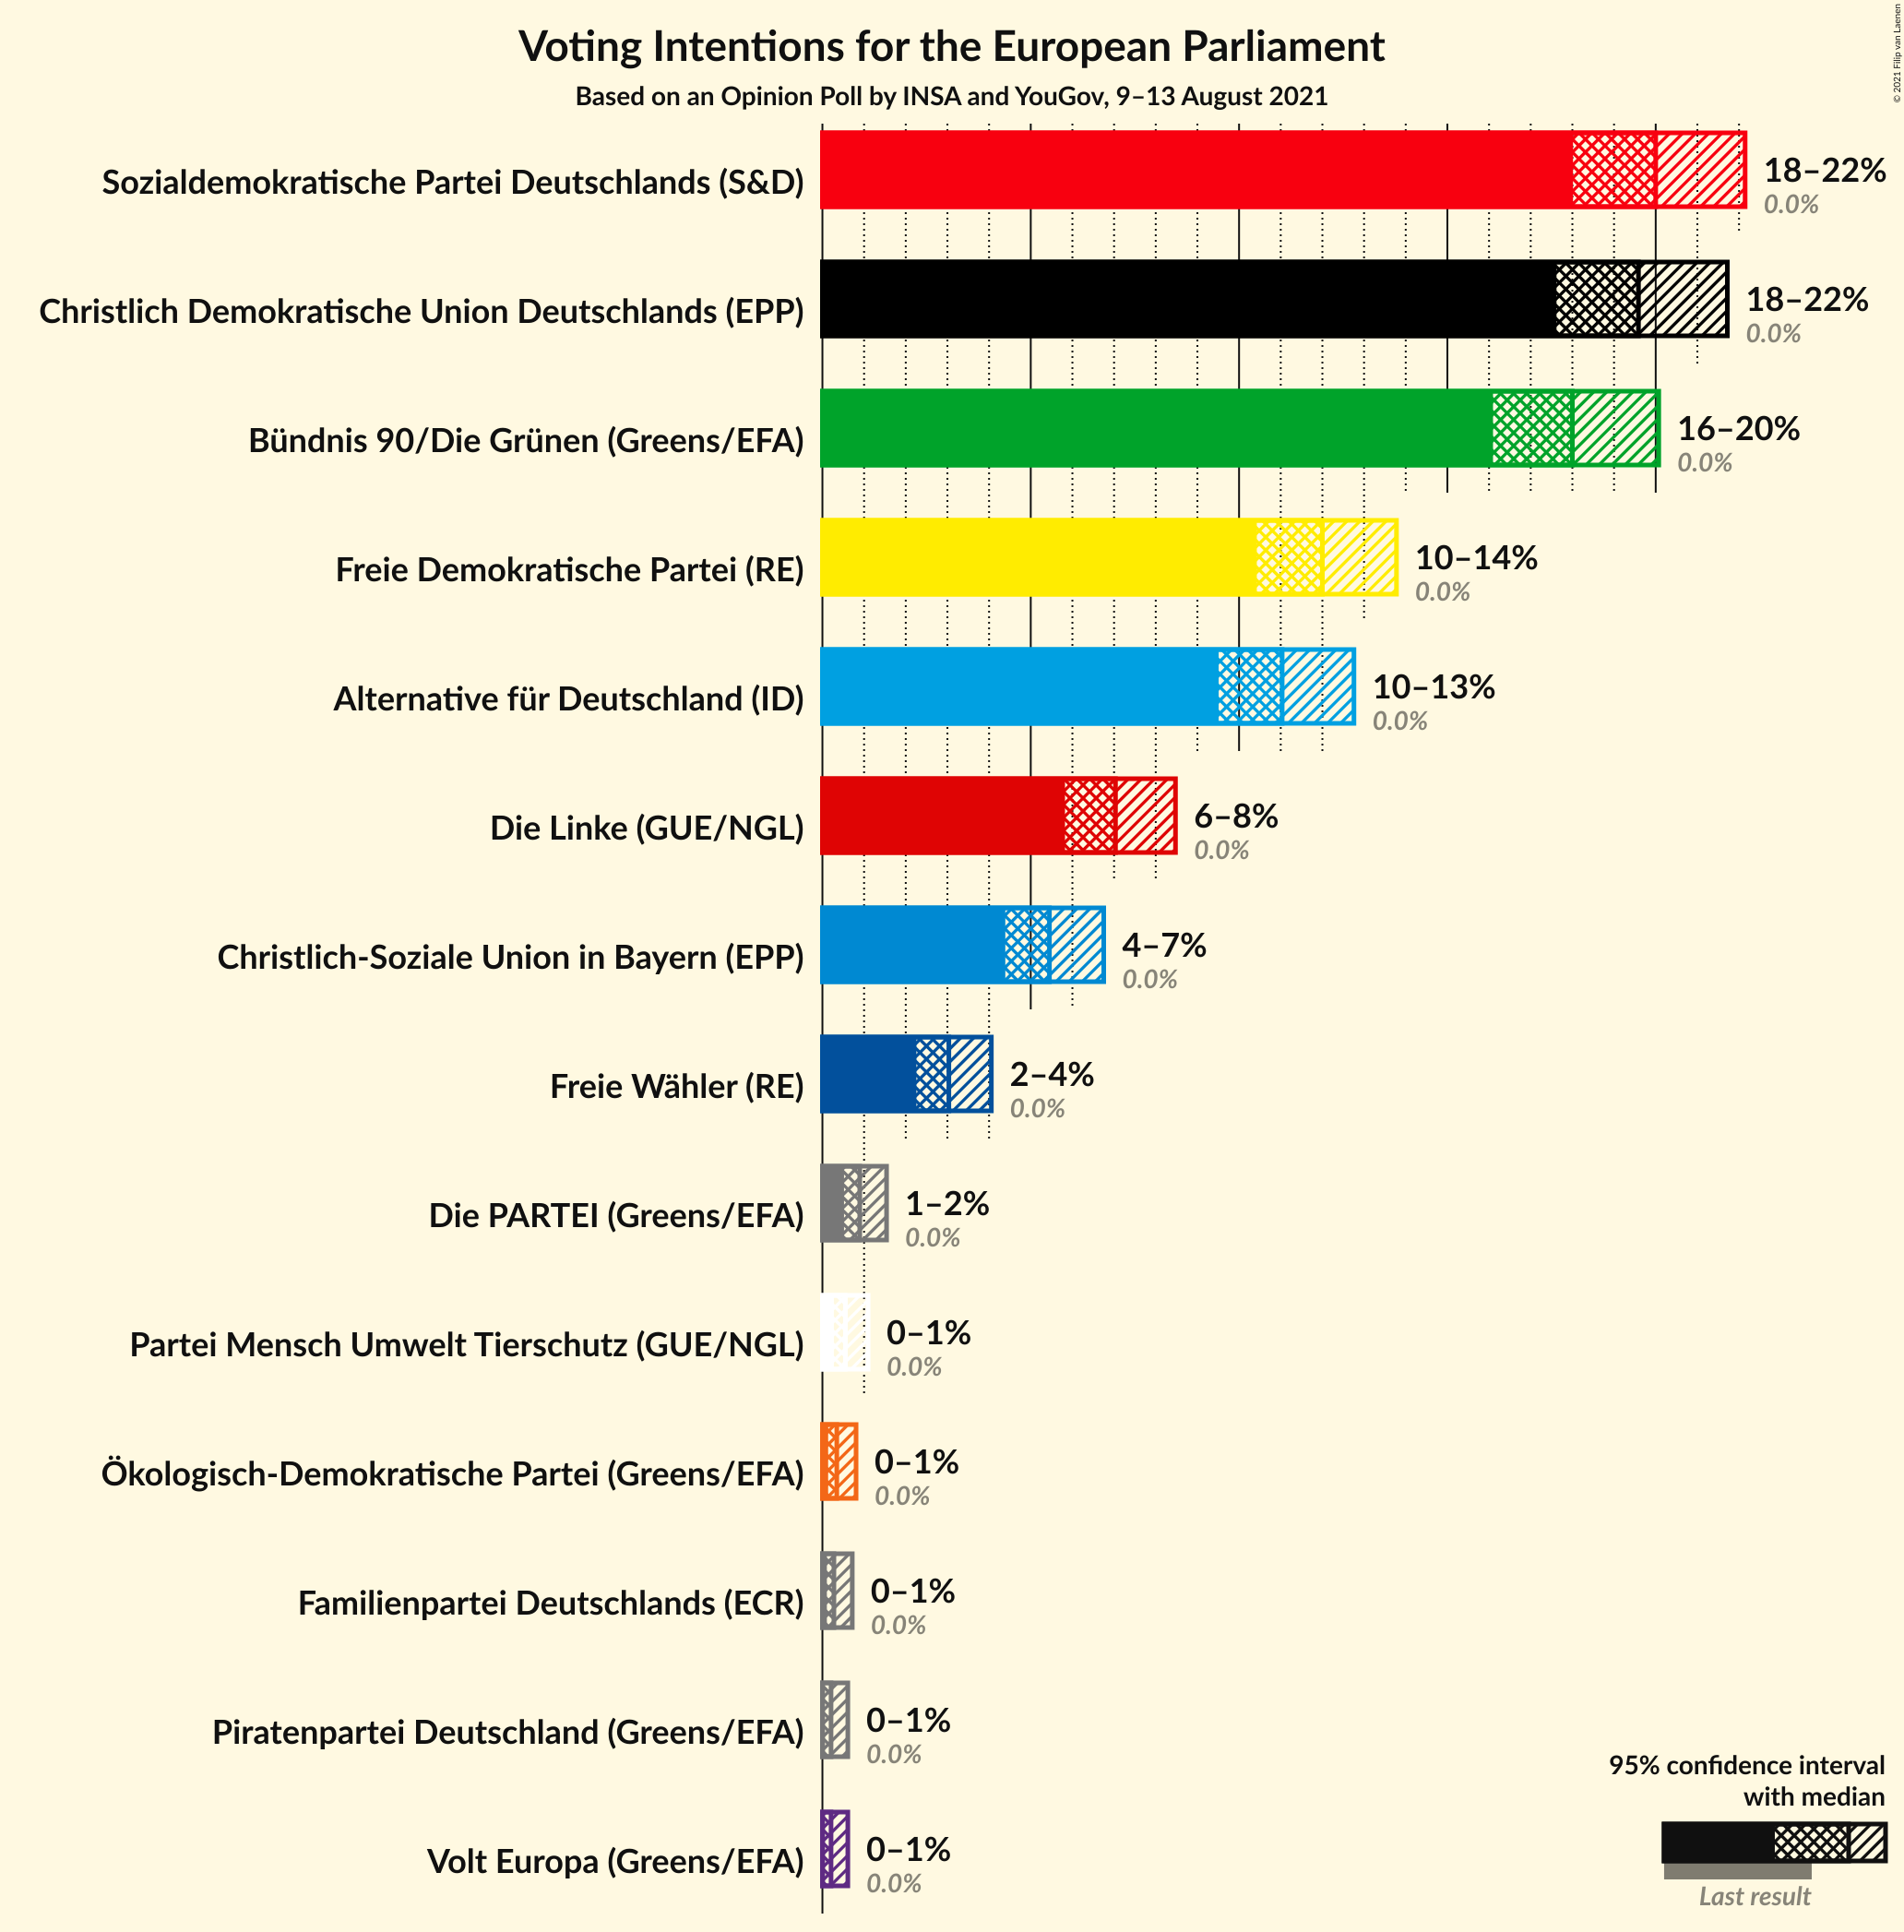 Voting Intentions for the European Parliament
Based on an Opinion Poll by INSA and YouGov, 9–13 August 2021
© 2021 Filip van Laenen
Sozialdemokratische Partei Deutschlands (S&D)
18–22%
0.0%
Christlich Demokratische Union Deutschlands (EPP)
18–22%
0.0%
Bündnis 90/Die Grünen (Greens/EFA)
16–20%
0.0%
Freie Demokratische Partei (RE)
10–14%
0.0%
Alternative für Deutschland (ID)
10–13%
0.0%
Die Linke (GUE/NGL)
6–8%
0.0%
Christlich-Soziale Union in Bayern (EPP)
4–7%
0.0%
Freie Wähler (RE)
2–4%
0.0%
Die PARTEI (Greens/EFA)
1–2%
0.0%
Partei Mensch Umwelt Tierschutz (GUE/NGL)
0–1%
0.0%
Ökologisch-Demokratische Partei (Greens/EFA)
0–1%
0.0%
Familienpartei Deutschlands (ECR)
0–1%
0.0%
Piratenpartei Deutschland (Greens/EFA)
0–1%
0.0%
Volt Europa (Greens/EFA)
0–1%
0.0%
95% confidence interval
with median
Last result